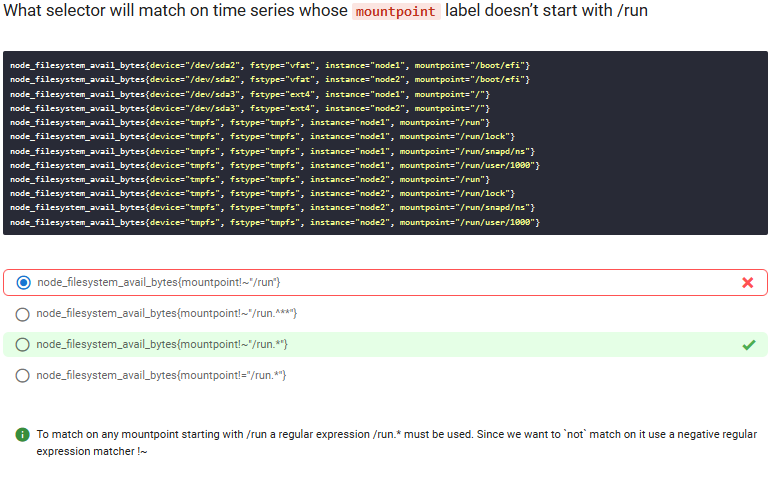 What selector will match on time series whose mountpoint label doesn’t start with /run
node_filesystem_avail_bytes{device="/dev/sda2", fstype="vfat", instance="node1", mountpoint="/boot/efi"}
node_filesystem_avail_bytes{device="/dev/sda2", fstype="vfat", instance="node2", mountpoint="/boot/efi"}
node_filesystem_avail_bytes{device="/dev/sda3", fstype="ext4", instance="node1", mountpoint="/"}
node_filesystem_avail_bytes{device="/dev/sda3", fstype="ext4", instance="node2", mountpoint="/"}
node_filesystem_avail_bytes{device="tmpfs", fstype="tmpfs", instance="node1", mountpoint="/run"}
node_filesystem_avail_bytes{device="tmpfs", fstype="tmpfs", instance="node1", mountpoint="/run/lock"}
node_filesystem_avail_bytes{device="tmpfs", fstype="tmpfs", instance="node1", mountpoint="/run/snapd/ns"}
node_filesystem_avail_bytes{device="tmpfs", fstype="tmpfs", instance="node1", mountpoint="/run/user/1000"}
node_filesystem_avail_bytes{device="tmpfs", fstype="tmpfs", instance="node2", mountpoint="/run"}
node_filesystem_avail_bytes{device="tmpfs", fstype="tmpfs", instance="node2", mountpoint="/run/lock"}
node_filesystem_avail_bytes{device="tmpfs", fstype="tmpfs", instance="node2", mountpoint="/run/snapd/ns"}
node_filesystem_avail_bytes{device="tmpfs", fstype="tmpfs", instance="node2", mountpoint="/run/user/1000"}
node_filesystem_avail_bytes{mountpoint!~"/run"}
node_filesystem_avail_bytes{mountpoint!~"/run.^**"}
node_filesystem_avail_bytes{mountpoint!~"/run.*"}
node_filesystem_avail_bytes{mountpoint!="/run.*"}
To match on any mountpoint starting with /run a regular expression /run.* must be used. Since we want to `not` match on it use a negative regular
expression matcher !~